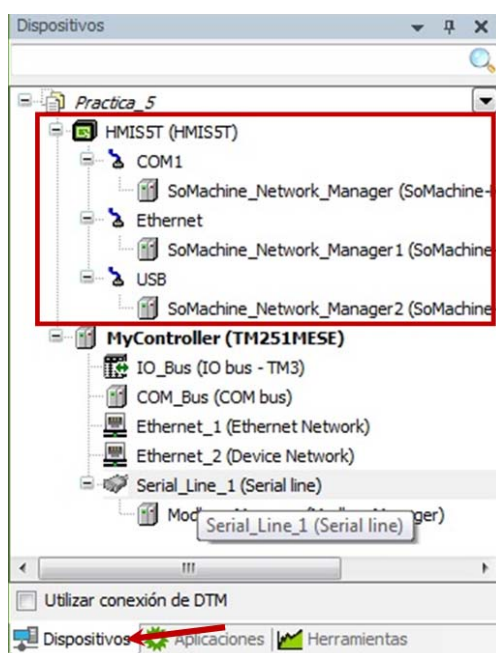 Dispositivos
Practica_5
HMIS5T (HMIS5T)
COM1
SoMachine_Network_Manager (SoMachine-
Ethernet
SoMachine_Network_Manager1 (SoMachine
USB
SoMachine_Network_Manager2 (SoMachine-
MyController (TM251MESE)
IO_Bus (IO bus - TM3)
COM_Bus (COM bus)
Ethernet_1 (Ethernet Network)
Ethernet_2 (Device Network)
Serial_Line_1 (Serial line)
Serial_Line_1 (Serial line)
Utilizar conexión de DTM
Dispositivos Aplicaciones Herramientas